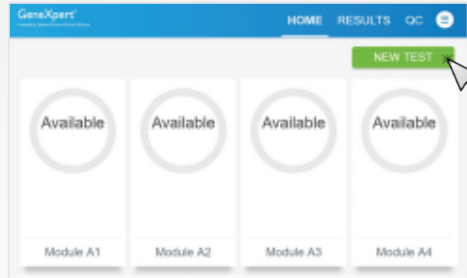 GeneXpert®
HOME RESULTS QC
NEW TEST
Available Available Available Available
Module A1 Module A2 Module A3 Module A4